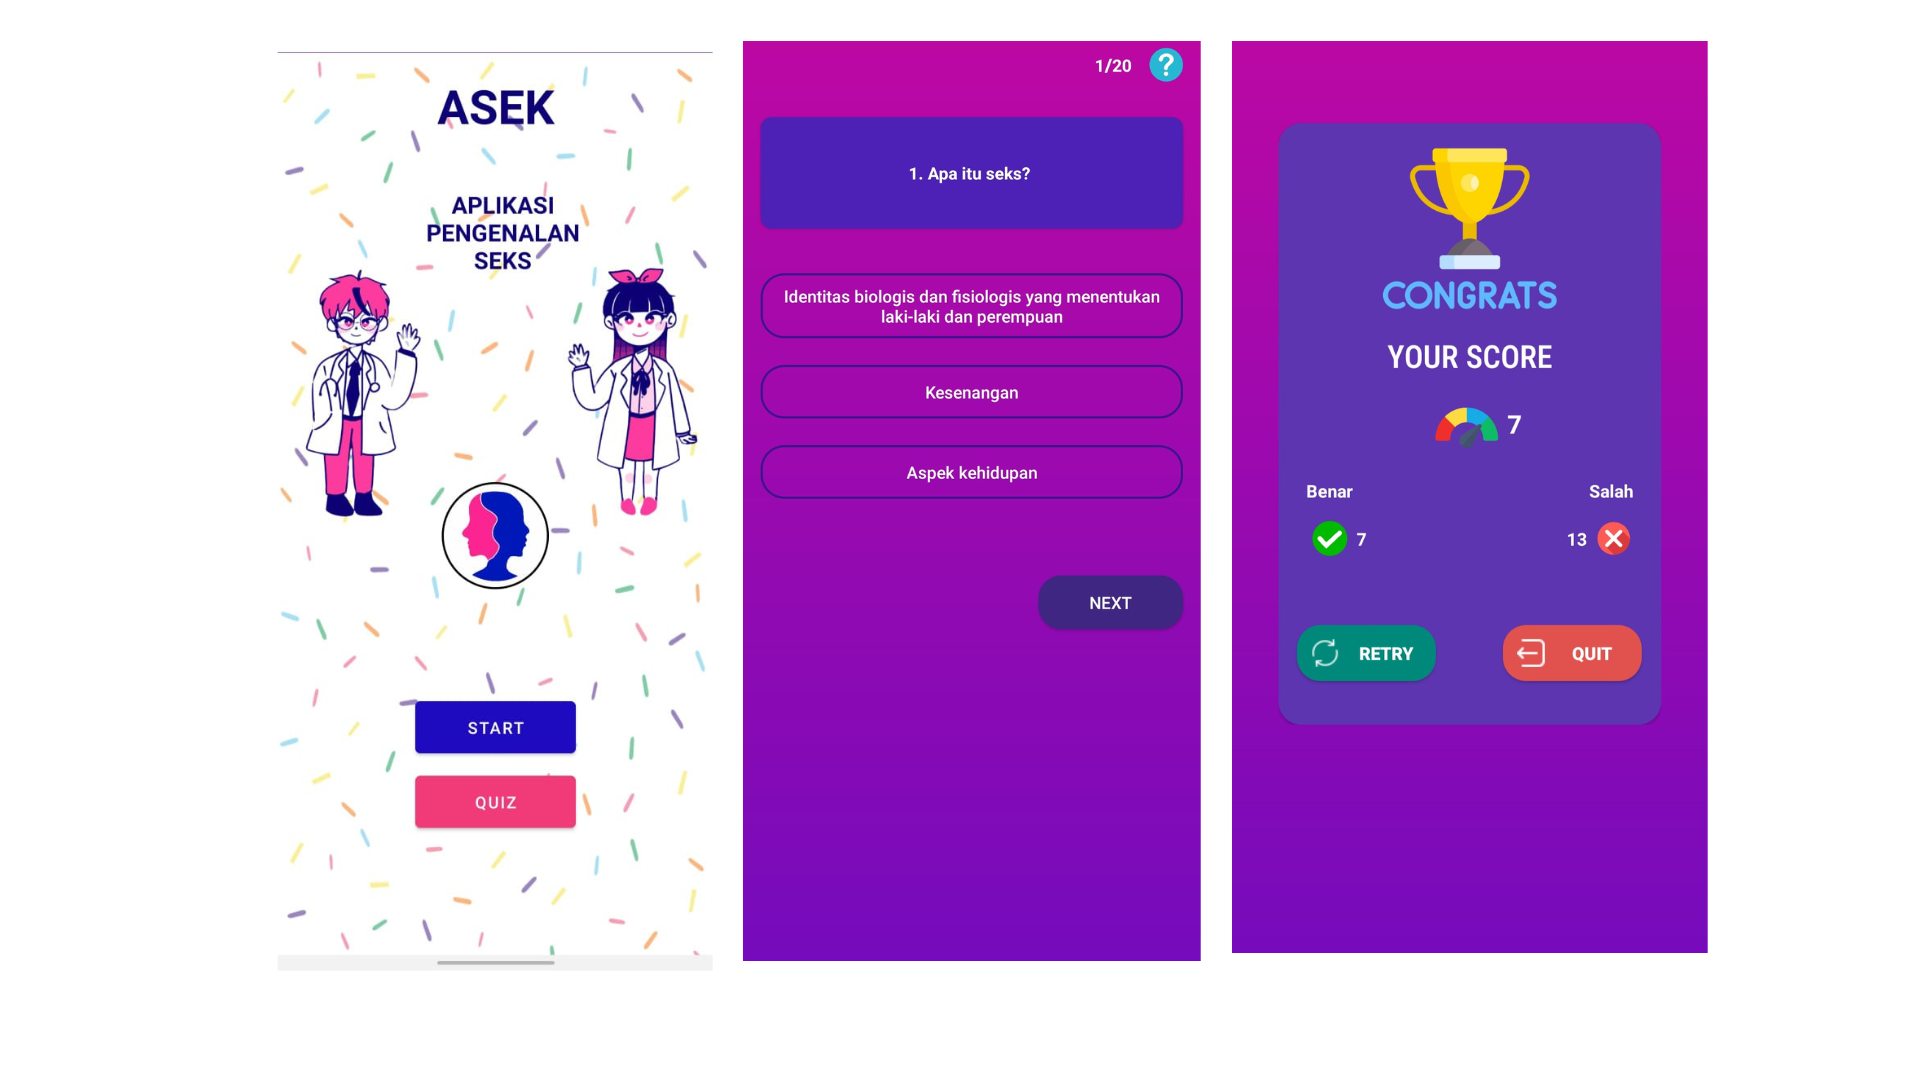 ASEK
APLIKASI
PENGENALAN
SEKS
START
QUIZ
1/20
?
1. Apa itu seks?
Identitas biologis dan fisiologis yang menentukan
laki-laki dan perempuan
Kesenangan
Aspek kehidupan
NEXT
CONGRATS
YOUR SCORE
7
Benar
Salah
7
13
RETRY
QUIT